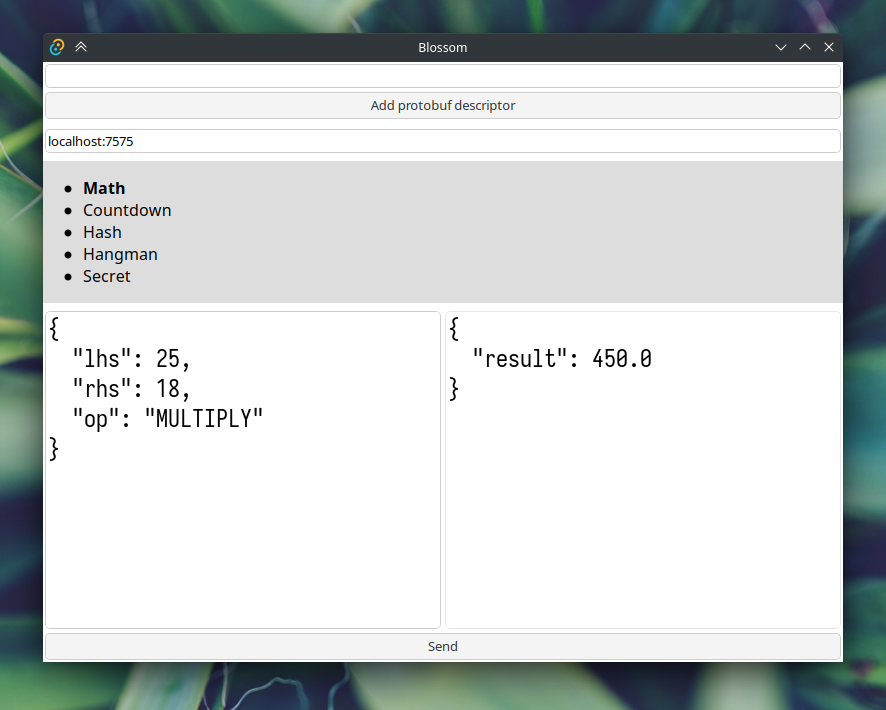 Blossom
Add protobuf descriptor
localhost:7575
Math
Countdown
Hash
Hangman
Secret
{
  "lhs": 25,
  "rhs": 18,
  "op": "MULTIPLY"
}
{
  "result": 450.0
}
Send